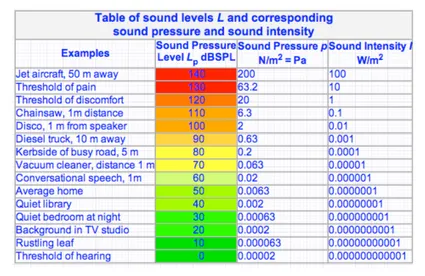 Table of sound levels L and corresponding
sound pressure and sound intensity
Examples
Sound Pressure
Level Lp dBSPL
Sound Pressure p
N/m² = Pa
Sound Intensity I
W/m²
Jet aircraft, 50 m away 140 200 100
Threshold of pain 130 63.2 10
Threshold of discomfort 120 20 1
Chainsaw, 1m distance 110 6.3 0.1
Disco, 1 m from speaker 100 2 0.01
Diesel truck, 10 m away 90 0.63 0.001
Kerbside of busy road, 5 m 80 0.2 0.0001
Vacuum cleaner, distance 1 m 70 0.063 0.00001
Conversational speech, 1m 60 0.02 0.000001
Average home 50 0.0063 0.0000001
Quiet library 40 0.002 0.00000001
Quiet bedroom at night 30 0.00063 0.000000001
Background in TV studio 20 0.0002 0.0000000001
Rustling leaf 10 0.000063 0.00000000001
Threshold of hearing 0 0.00002 0.000000000001